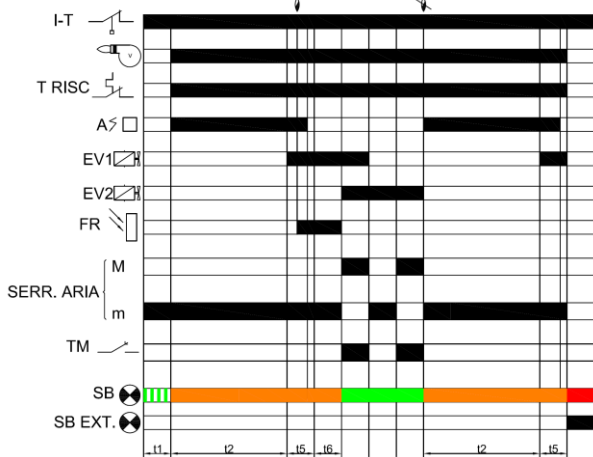 I-T
V
T RISC
A
EV1
EV2
FR
M
SERR. ARIA
m
TM
SB
SB EXT.
t1 t2 t5 t6 t2 t5